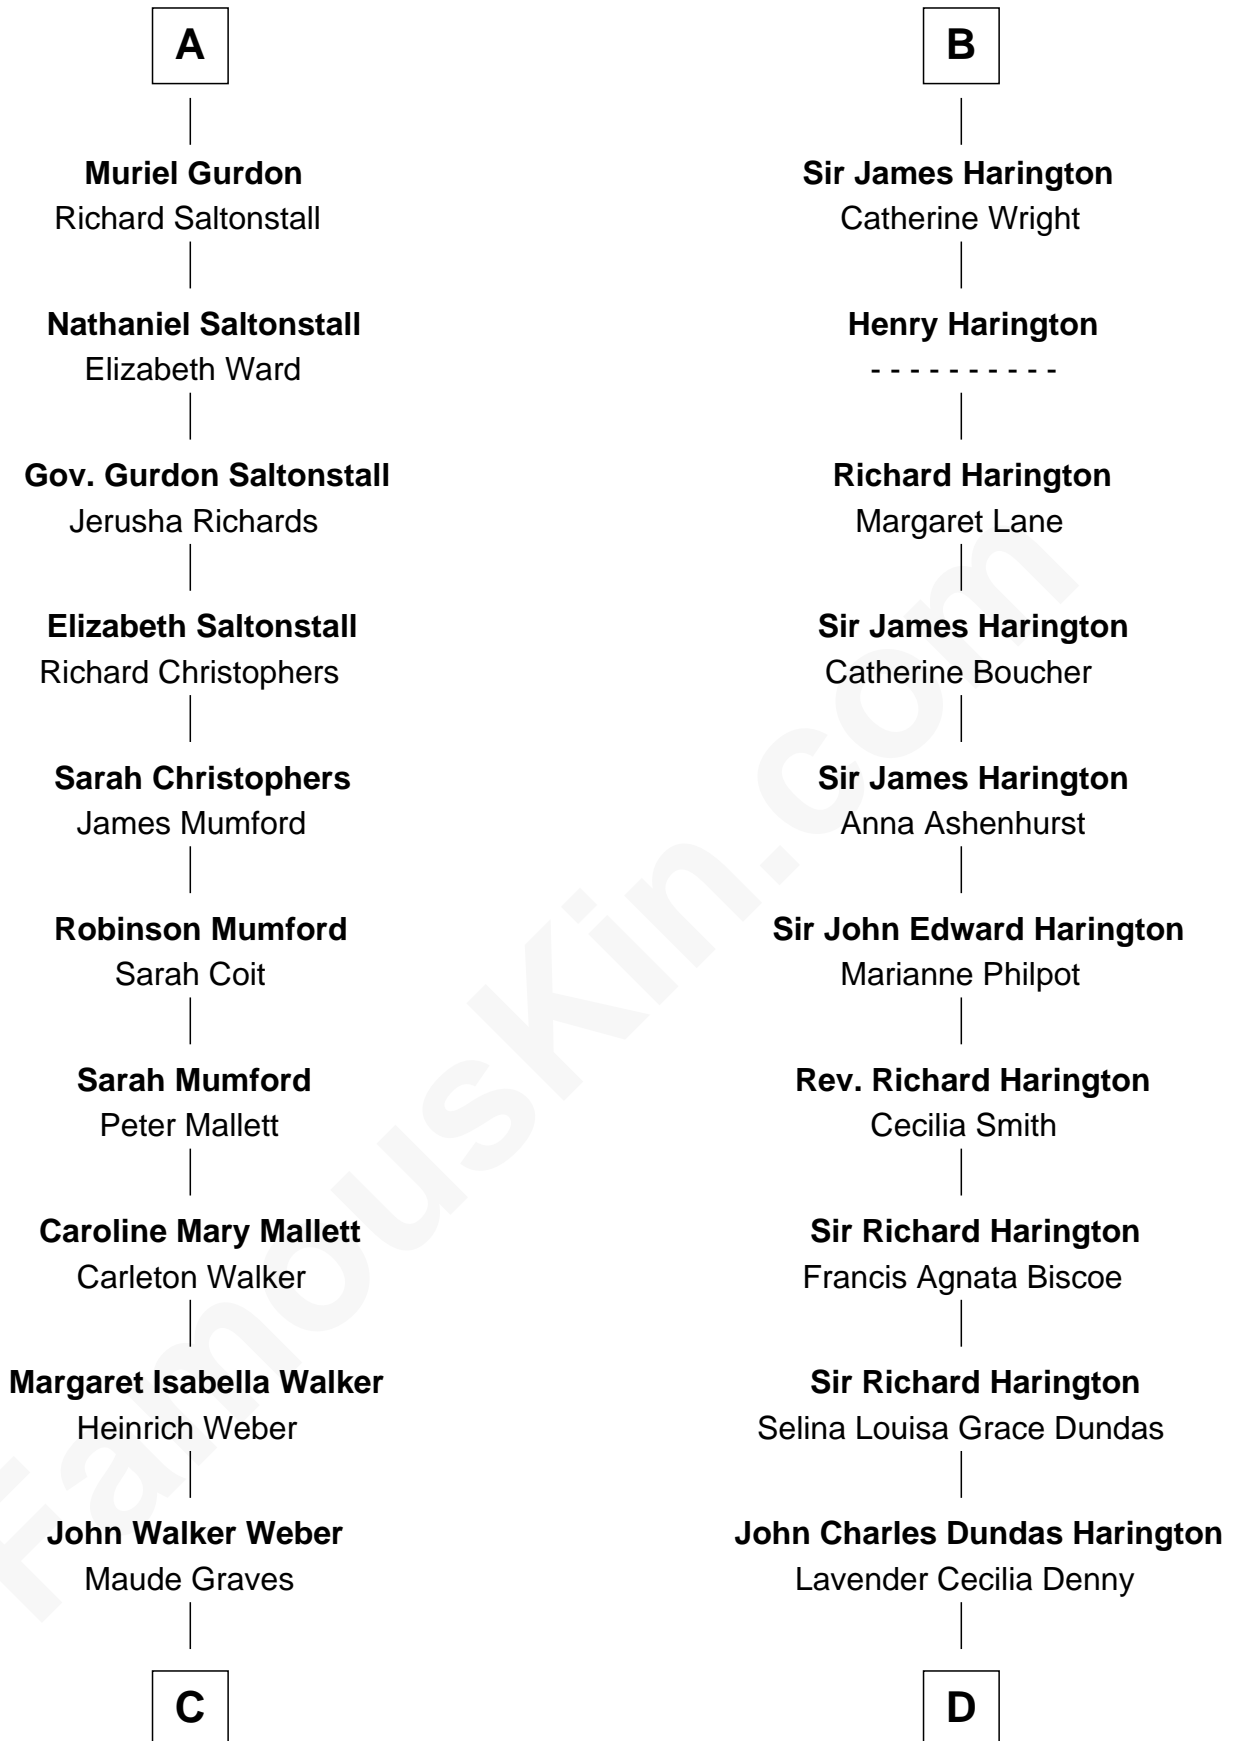 A
Muriel Gurdon
Richard Saltonstall
Nathaniel Saltonstall
Elizabeth Ward
Gov. Gurdon Saltonstall
Jerusha Richards
Elizabeth Saltonstall
Richard Christophers
Sarah Christophers
James Mumford
Robinson Mumford
Sarah Coit
Sarah Mumford
Peter Mallett
Caroline Mary Mallett
Carleton Walker
Margaret Isabella Walker
Heinrich Weber
John Walker Weber
Maude Graves
C
B
Sir James Harington
Catherine Wright
Henry Harington
- - - - - - - - - -
Richard Harington
Margaret Lane
Sir James Harington
Catherine Boucher
Sir James Harington
Anna Ashenhurst
Sir John Edward Harington
Marianne Philpot
Rev. Richard Harington
Cecilia Smith
Sir Richard Harington
Francis Agnata Biscoe
Sir Richard Harington
Selina Louisa Grace Dundas
John Charles Dundas Harington
Lavender Cecilia Denny
D
FamousKin.com